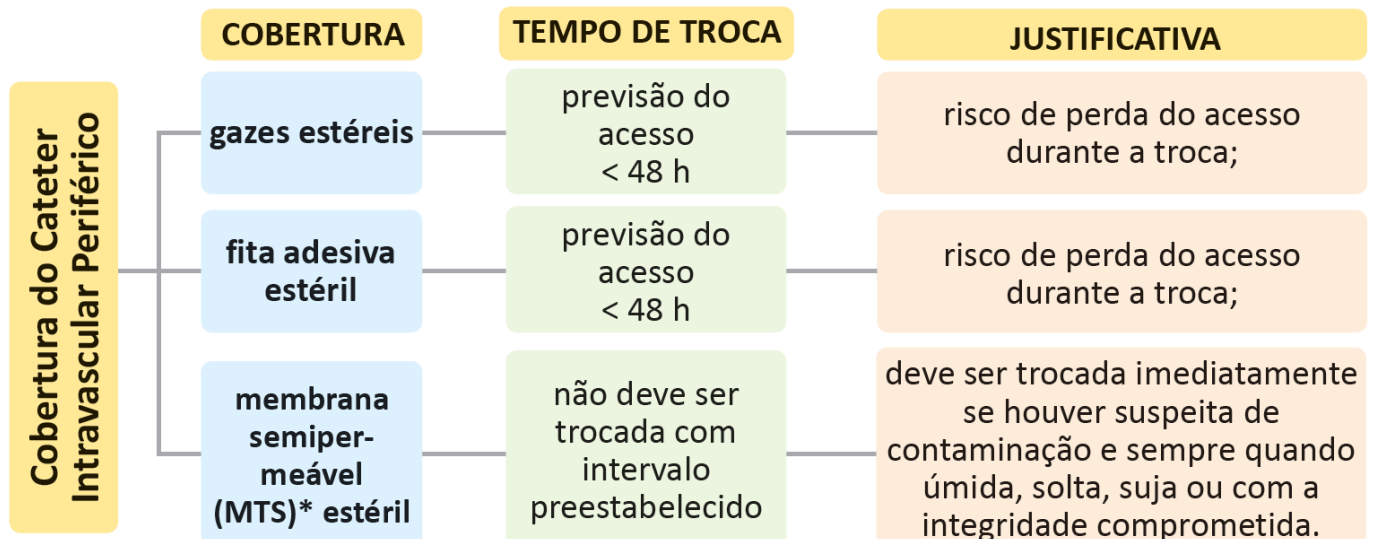 COBERTURA
TEMPO DE TROCA
JUSTIFICATIVA
Cobertura do Cateter
Intravascular Periférico
gazes estéreis
previsão do
acesso
< 48 h
risco de perda do acesso
durante a troca;
fita adesiva
estéril
previsão do
acesso
< 48 h
risco de perda do acesso
durante a troca;
membrana
semiper-
meável
(MTS)* estéril
não deve ser
trocada com
intervalo
preestabelecido
deve ser trocada imediatamente
se houver suspeita de
contaminação e sempre quando
úmida, solta, suja ou com a
integridade comprometida.